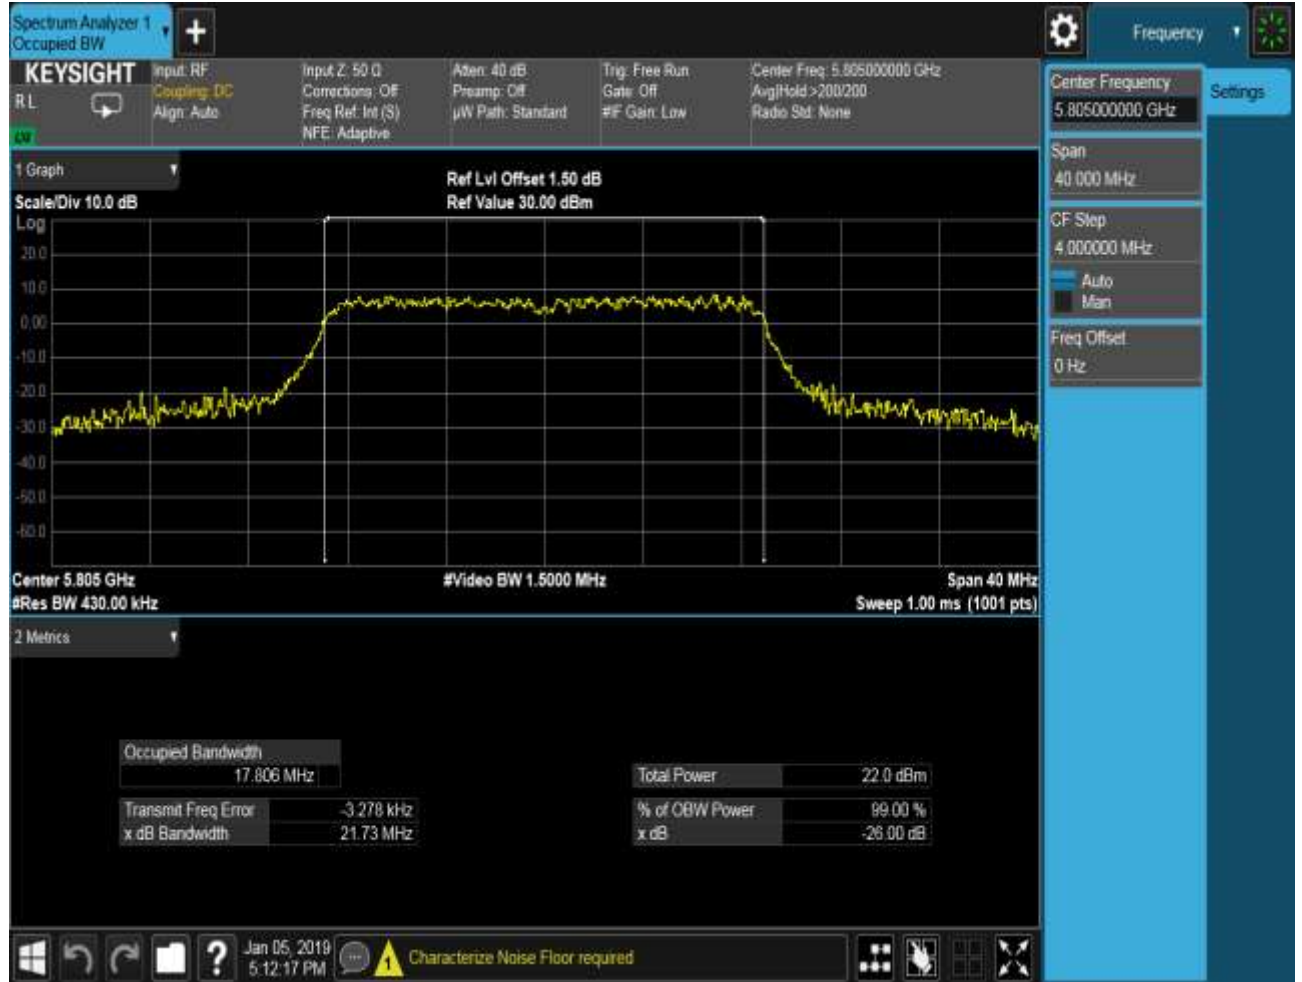 Spectrum Analyzer 1
Occupied BW
+
Frequency
KEYSIGHT
R L
Input: RF
Coupling: DC
Align: Auto
Input Z: 50 Ω
Corrections: Off
Freq Ref: Int (S)
NFE: Adaptive
Atten: 40 dB
Preamp: Off
µW Path: Standard
Trig: Free Run
Gate: Off
#IF Gain: Low
Center Freq: 5.805000000 GHz
Avg|Hold:>200/200
Radio Std: None
Center Frequency
5.805000000 GHz
Settings
Span
40.000 MHz
CF Step
4.000000 MHz
Auto
Man
Freq Offset
0 Hz
1 Graph
Scale/Div 10.0 dB
Ref Lvl Offset 1.50 dB
Ref Value 30.00 dBm
Log
20.0
10.0
0.00
-10.0
-20.0
-30.0
-40.0
-50.0
-60.0
Center 5.805 GHz
#Video BW 1.5000 MHz
Span 40 MHz
#Res BW 430.00 kHz
Sweep 1.00 ms (1001 pts)
2 Metrics
Occupied Bandwidth
17.806 MHz
Total Power 22.0 dBm
Transmit Freq Error -3.278 kHz
% of OBW Power 99.00 %
x dB Bandwidth 21.73 MHz
x dB -26.00 dB
?
Jan 05, 2019
5:12:17 PM
1
Characterize Noise Floor required